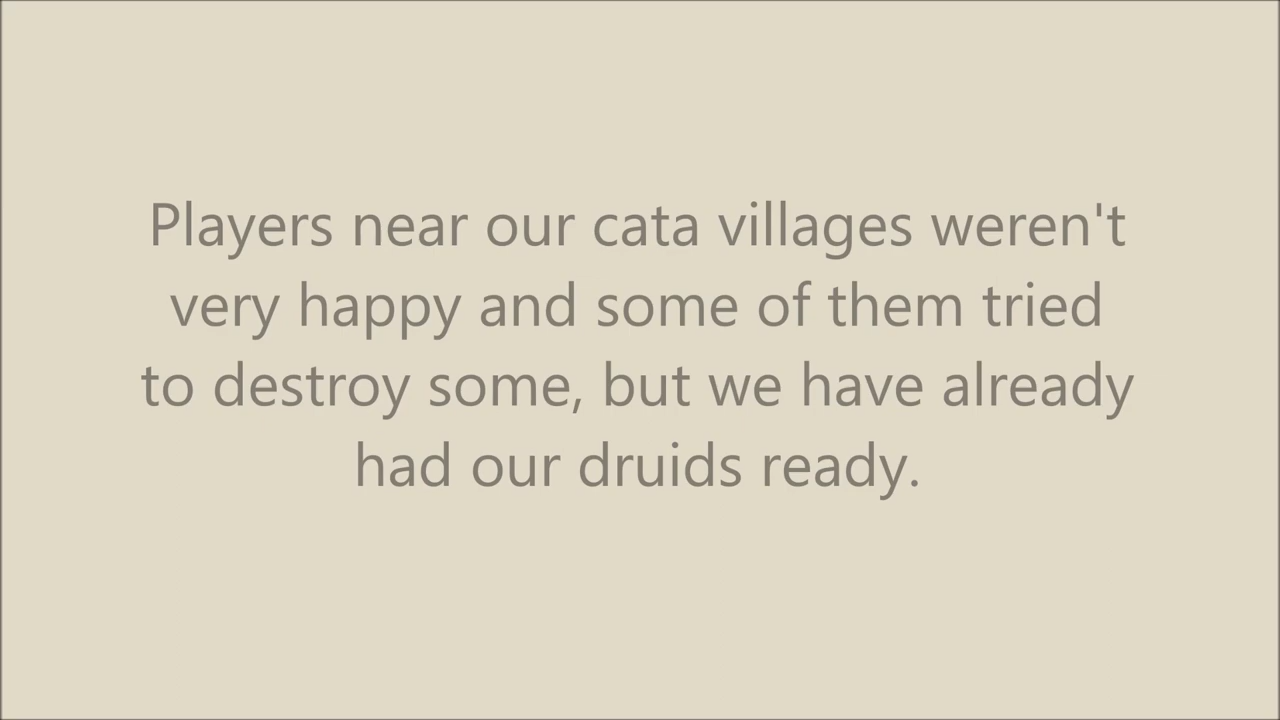 Players near our cata villages weren't
very happy and some of them tried
to destroy some, but we have already
had our druids ready.